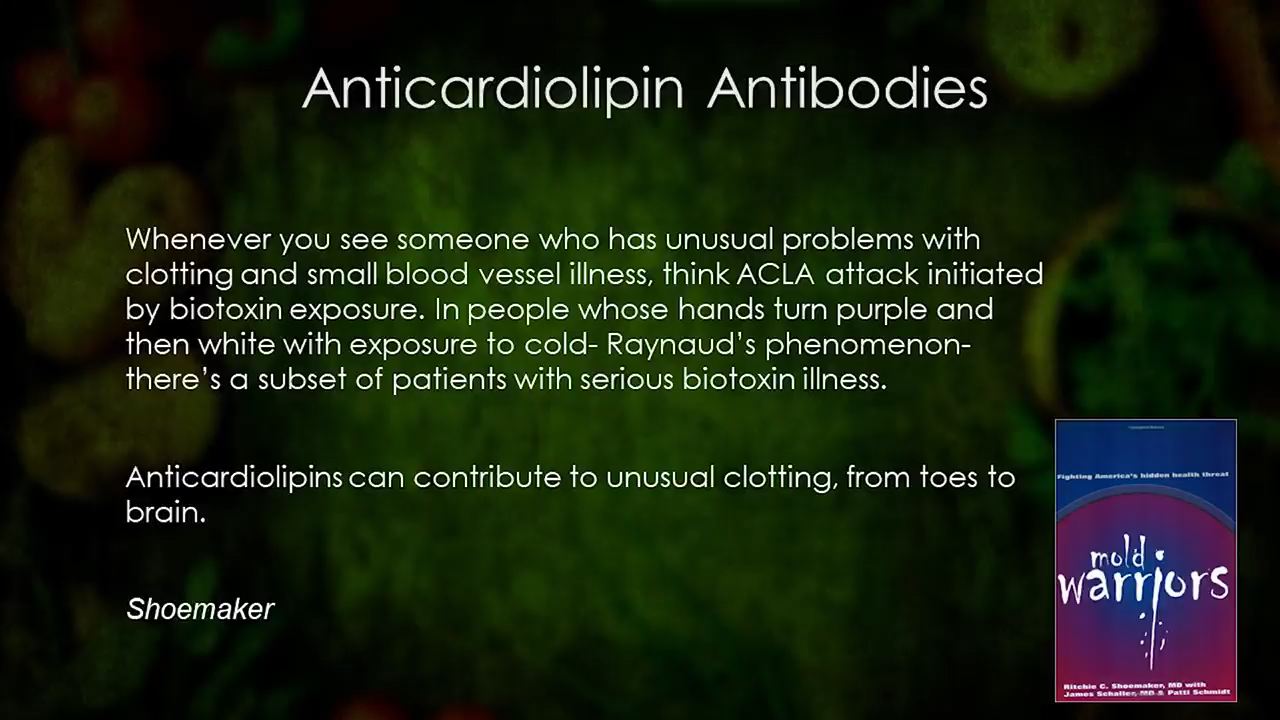 Anticardiolipin Antibodies
Whenever you see someone who has unusual problems with
clotting and small blood vessel illness, think ACLA attack initiated
by biotoxin exposure. In people whose hands turn purple and
then white with exposure to cold- Raynaud's phenomenon-
there's a subset of patients with serious biotoxin illness.
Anticardiolipins can contribute to unusual clotting, from toes to
brain.
Shoemaker
Fighting America's hidden health threat
mold
warriors
Ritchie C. Shoemaker, MD with
James Schaller, MD & Patti Schmidt